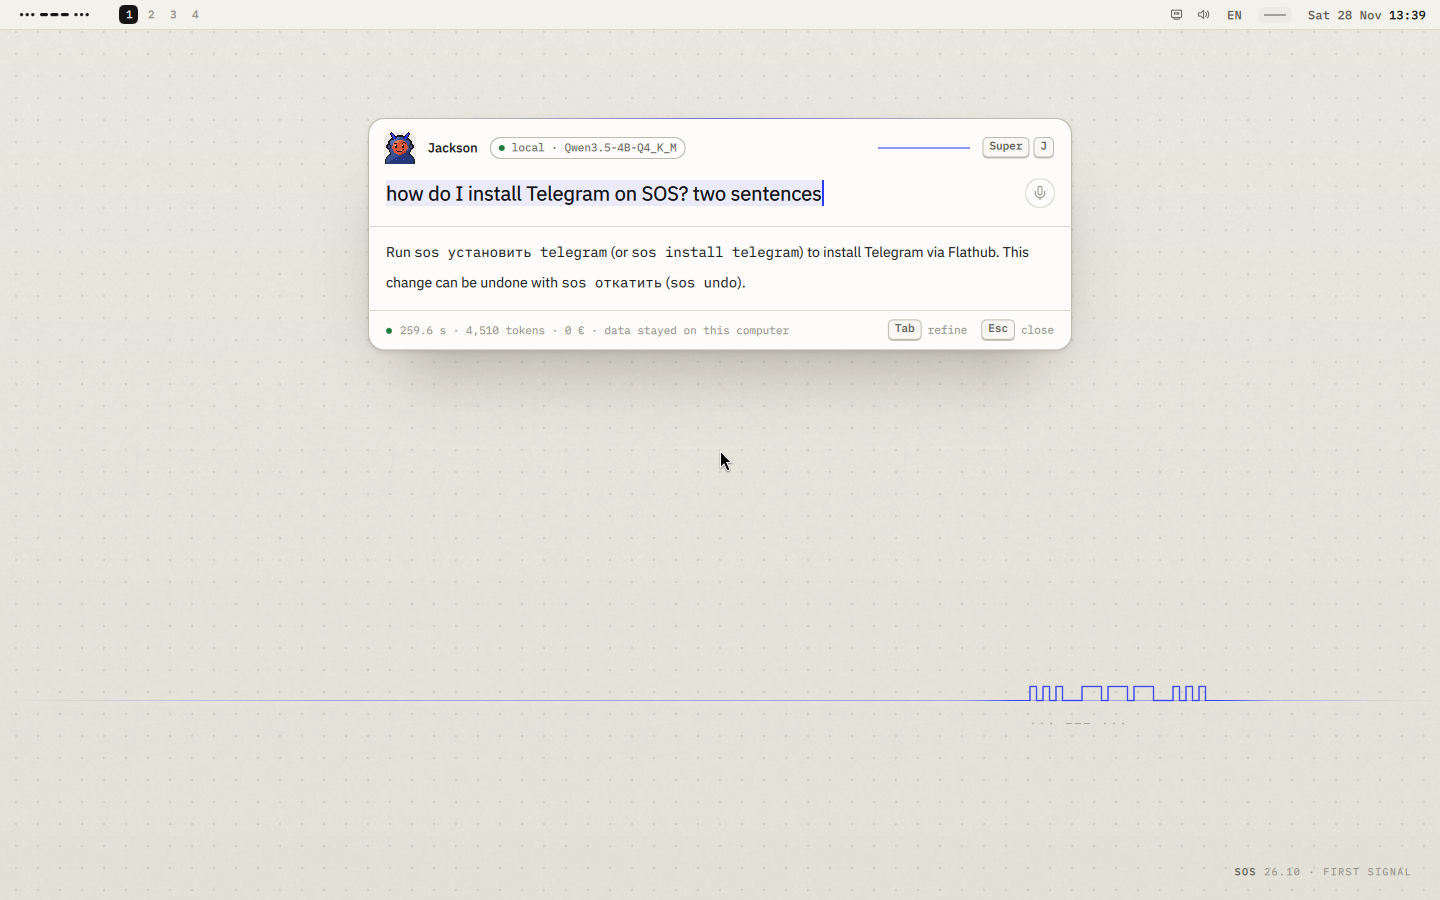 1 2 3 4
EN
Sat 28 Nov 13:39
Jackson
local · Qwen3.5-4B-Q4_K_M
Super J
how do I install Telegram on SOS? two sentences
Run sos установить telegram (or sos install telegram) to install Telegram via Flathub. This
change can be undone with sos откатить (sos undo).
259.6 s · 4,510 tokens · 0 € · data stayed on this computer
Tab refine Esc close
... ——— ...
SOS 26.10 · FIRST SIGNAL